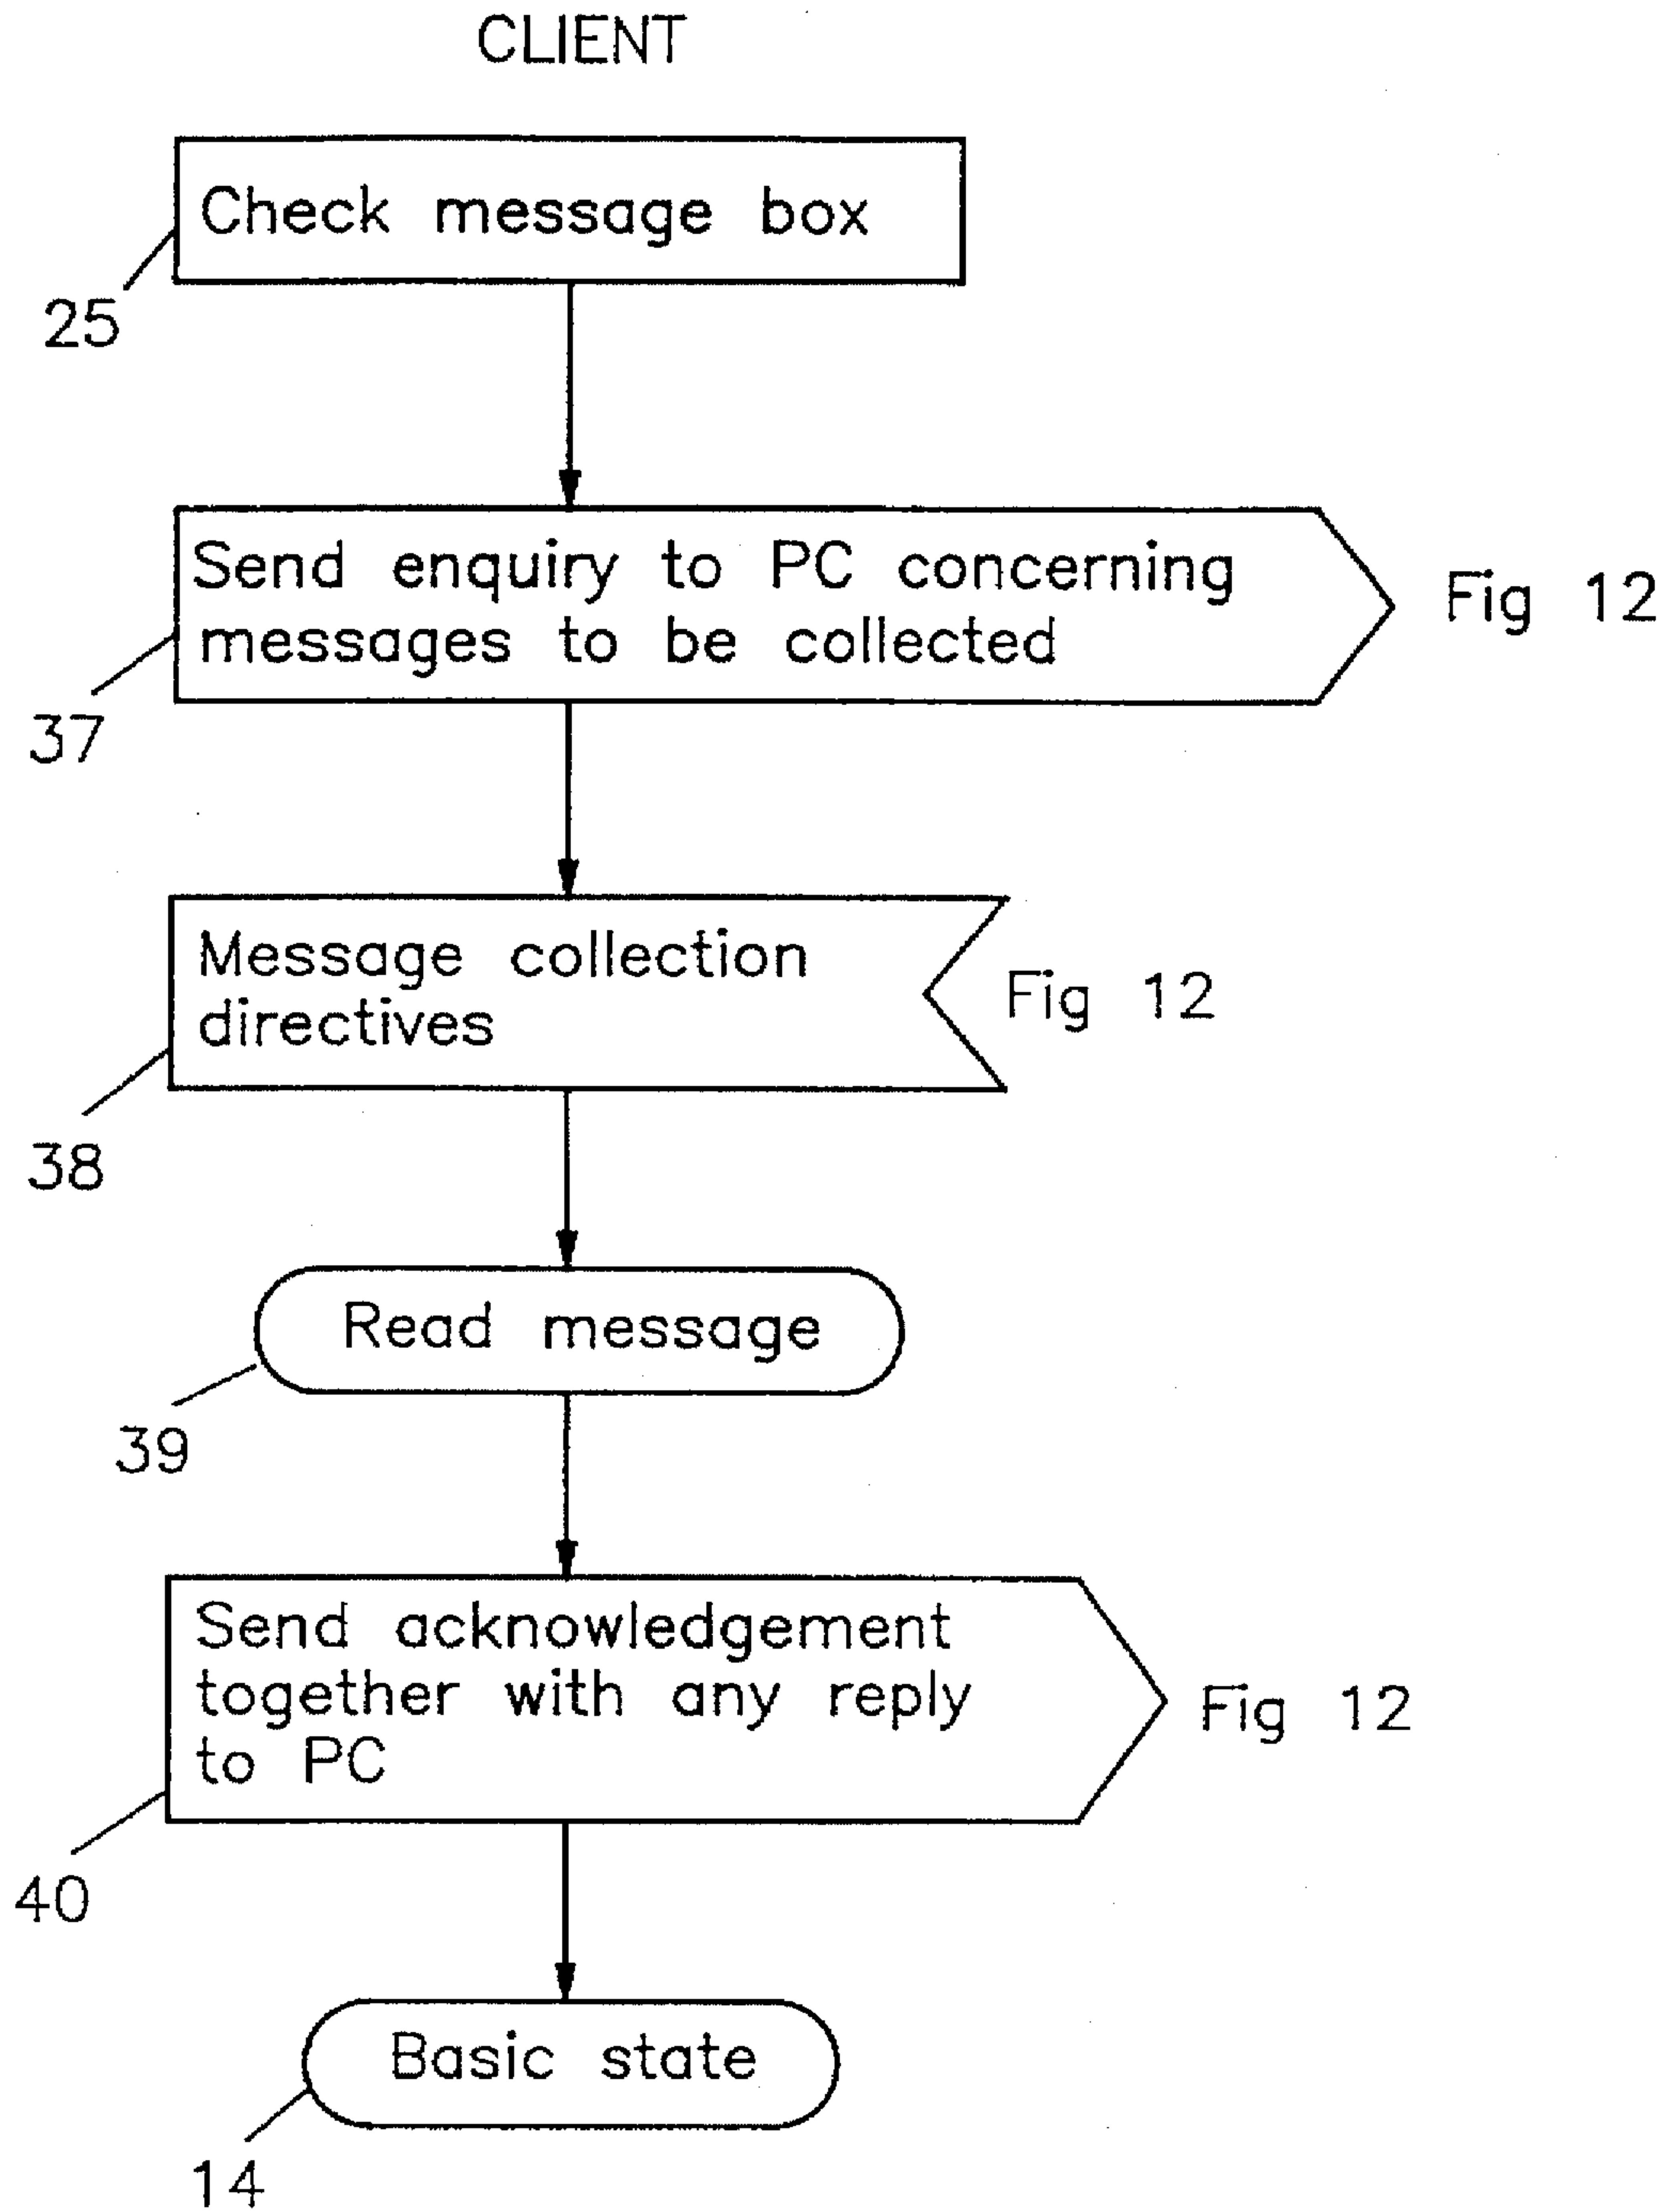 CLIENT
Check message box
25
Send enquiry to PC concerning
messages to be collected
Fig 12
37
Message collection
directives
Fig 12
38
Read message
39
Send acknowledgement
together with any reply
to PC
Fig 12
40
Basic state
14